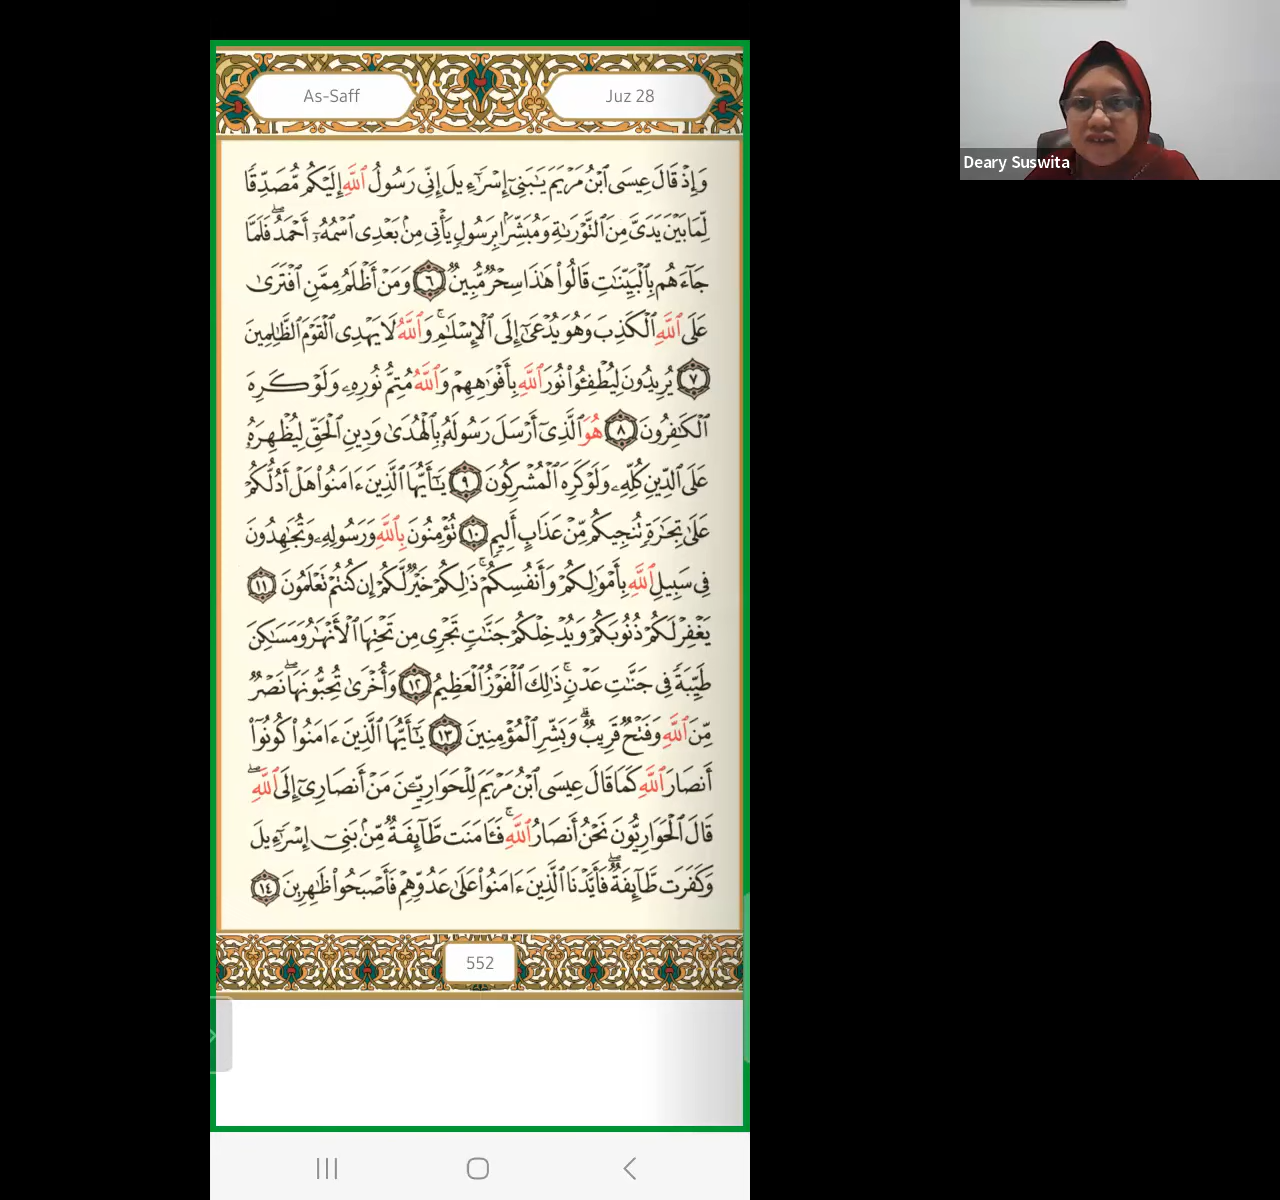 As-Saff
Juz 28
Deary Suswita
وَإِذْ قَالَ عِيسَى ٱبْنُ مَرْيَمَ يَـٰبَنِىٓ إِسْرَٰٓءِيلَ إِنِّى رَسُولُ ٱللَّهِ إِلَيْكُم مُّصَدِّقًا
لِّمَا بَيْنَ يَدَىَّ مِنَ ٱلتَّوْرَىٰةِ وَمُبَشِّرًۢا بِرَسُولٍ يَأْتِى مِنۢ بَعْدِى ٱسْمُهُۥٓ أَحْمَدُ ۖ فَلَمَّا
جَآءَهُم بِٱلْبَيِّنَـٰتِ قَالُوا۟ هَـٰذَا سِحْرٌ مُّبِينٌ ٦ وَمَنْ أَظْلَمُ مِمَّنِ ٱفْتَرَىٰ
عَلَى ٱللَّهِ ٱلْكَذِبَ وَهُوَ يُدْعَىٰٓ إِلَى ٱلْإِسْلَـٰمِ ۚ وَٱللَّهُ لَا يَهْدِى ٱلْقَوْمَ ٱلظَّـٰلِمِينَ
٧ يُرِيدُونَ لِيُطْفِـُٔوا۟ نُورَ ٱللَّهِ بِأَفْوَٰهِهِمْ وَٱللَّهُ مُتِمُّ نُورِهِۦ وَلَوْ كَرِهَ
ٱلْكَـٰفِرُونَ ٨ هُوَ ٱلَّذِىٓ أَرْسَلَ رَسُولَهُۥ بِٱلْهُدَىٰ وَدِينِ ٱلْحَقِّ لِيُظْهِرَهُۥ
عَلَى ٱلدِّينِ كُلِّهِۦ وَلَوْ كَرِهَ ٱلْمُشْرِكُونَ ٩ يَـٰٓأَيُّهَا ٱلَّذِينَ ءَامَنُوا۟ هَلْ أَدُلُّكُمْ
عَلَىٰ تِجَـٰرَةٍ تُنجِيكُم مِّنْ عَذَابٍ أَلِيمٍ ١٠ تُؤْمِنُونَ بِٱللَّهِ وَرَسُولِهِۦ وَتُجَـٰهِدُونَ
فِى سَبِيلِ ٱللَّهِ بِأَمْوَٰلِكُمْ وَأَنفُسِكُمْ ۚ ذَٰلِكُمْ خَيْرٌ لَّكُمْ إِن كُنتُمْ تَعْلَمُونَ ١١
يَغْفِرْ لَكُمْ ذُنُوبَكُمْ وَيُدْخِلْكُمْ جَنَّـٰتٍ تَجْرِى مِن تَحْتِهَا ٱلْأَنْهَـٰرُ وَمَسَـٰكِنَ
طَيِّبَةً فِى جَنَّـٰتِ عَدْنٍ ۚ ذَٰلِكَ ٱلْفَوْزُ ٱلْعَظِيمُ ١٢ وَأُخْرَىٰ تُحِبُّونَهَا ۖ نَصْرٌ
مِّنَ ٱللَّهِ وَفَتْحٌ قَرِيبٌ ۗ وَبَشِّرِ ٱلْمُؤْمِنِينَ ١٣ يَـٰٓأَيُّهَا ٱلَّذِينَ ءَامَنُوا۟ كُونُوٓا۟
أَنصَارَ ٱللَّهِ كَمَا قَالَ عِيسَى ٱبْنُ مَرْيَمَ لِلْحَوَارِيِّـۧنَ مَنْ أَنصَارِىٓ إِلَى ٱللَّهِ ۖ
قَالَ ٱلْحَوَارِيُّونَ نَحْنُ أَنصَارُ ٱللَّهِ ۖ فَـَٔامَنَت طَّآئِفَةٌ مِّنۢ بَنِىٓ إِسْرَٰٓءِيلَ
وَكَفَرَت طَّآئِفَةٌ ۖ فَأَيَّدْنَا ٱلَّذِينَ ءَامَنُوا۟ عَلَىٰ عَدُوِّهِمْ فَأَصْبَحُوا۟ ظَـٰهِرِينَ ١٤
552